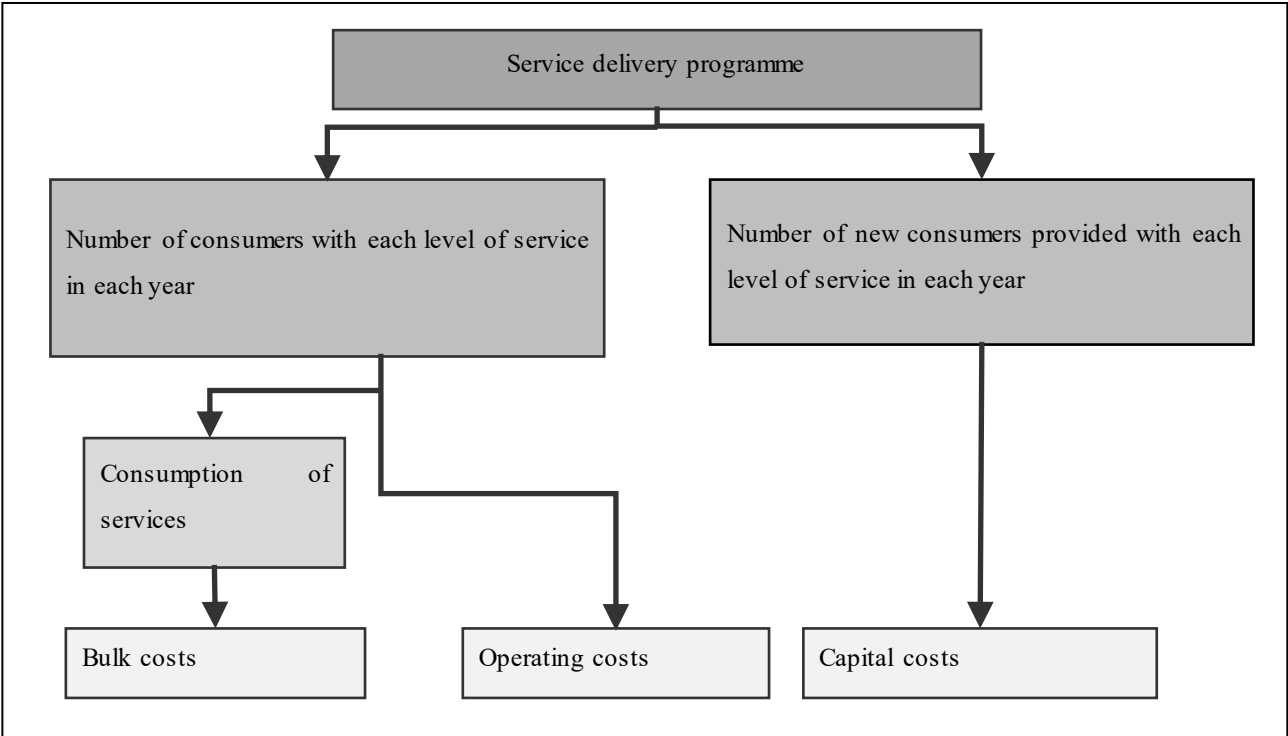 Service delivery programme
Number of consumers with each level of service
in each year
Number of new consumers provided with each
level of service in each year
Consumption of
services
Bulk costs
Operating costs
Capital costs